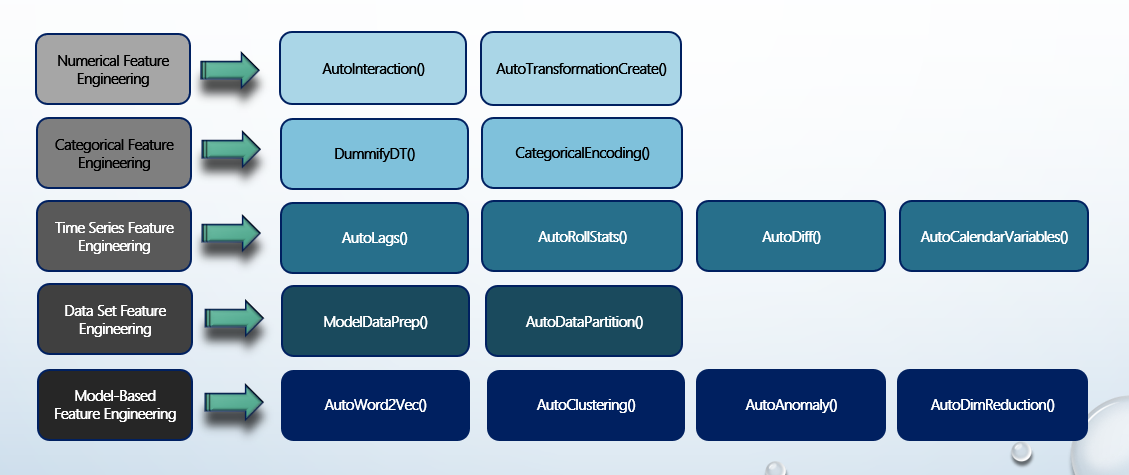 Numerical Feature
Engineering
AutoInteraction()
AutoTransformationCreate()
Categorical Feature
Engineering
DummifyDT()
CategoricalEncoding()
Time Series Feature
Engineering
AutoLags()
AutoRollStats()
AutoDiff()
AutoCalendarVariables()
Data Set Feature
Engineering
ModelDataPrep()
AutoDataPartition()
Model-Based
Feature Engineering
AutoWord2Vec()
AutoClustering()
AutoAnomaly()
AutoDimReduction()